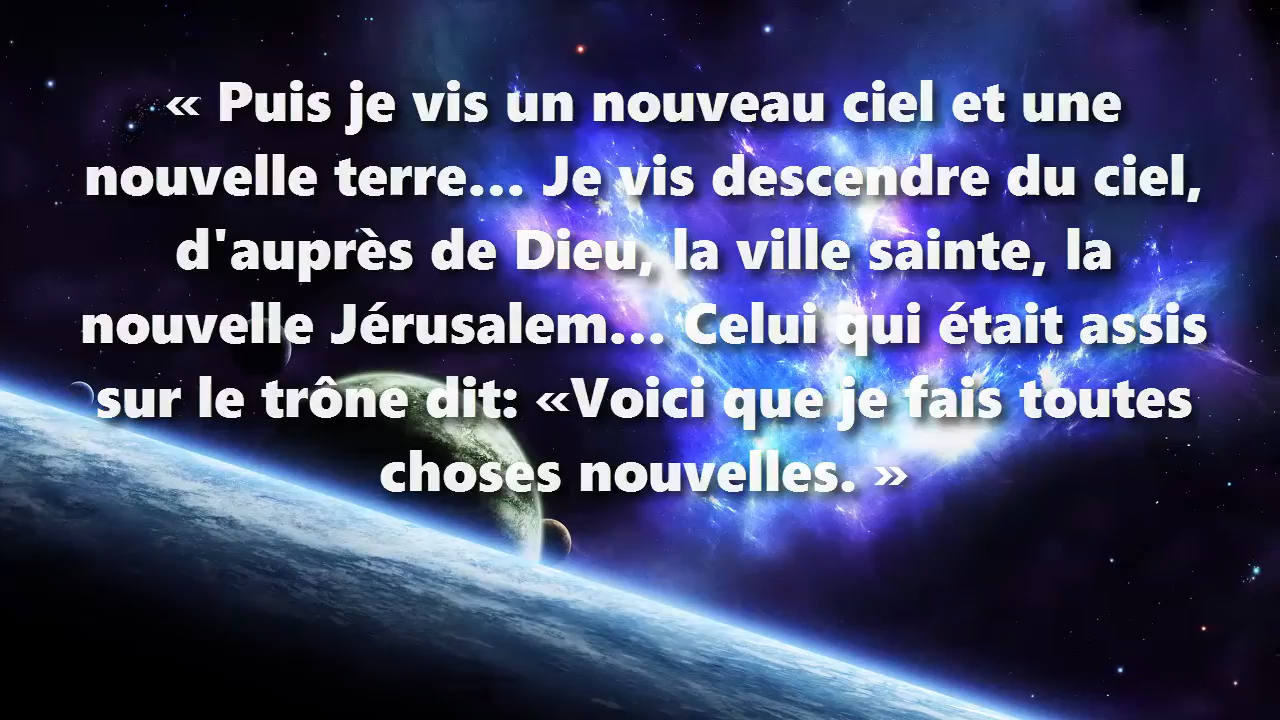 « Puis je vis un nouveau ciel et une
nouvelle terre... Je vis descendre du ciel,
d'auprès de Dieu, la ville sainte, la
nouvelle Jérusalem... Celui qui était assis
sur le trône dit: «Voici que je fais toutes
choses nouvelles. »